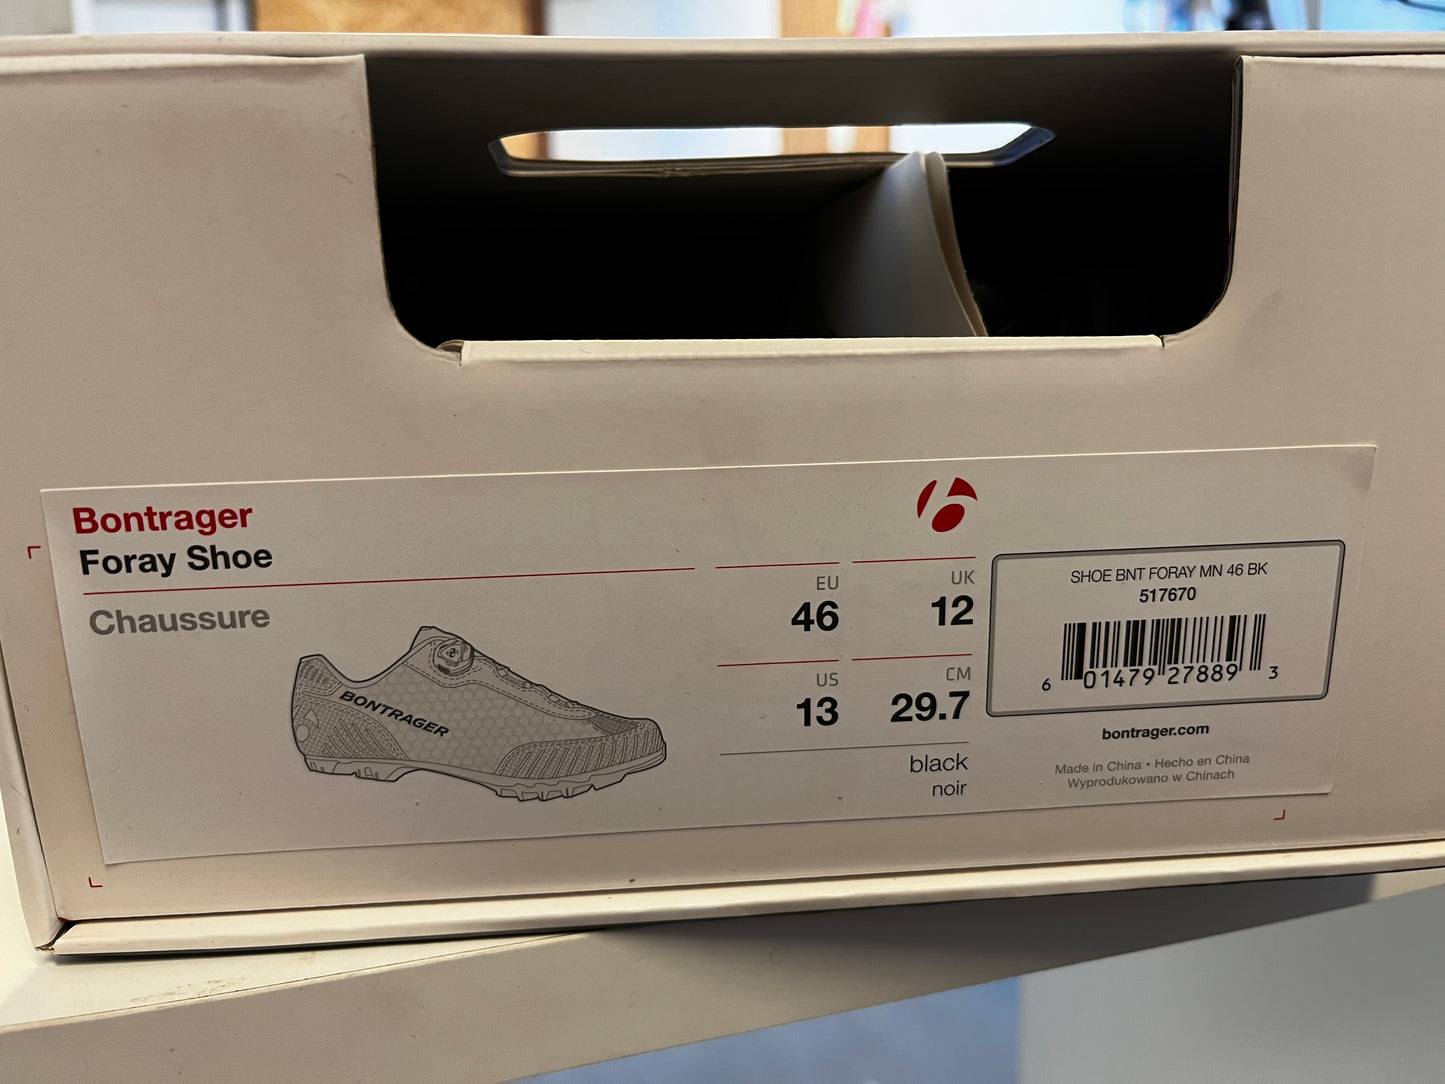 Bontrager
Foray Shoe
Chaussure
BONTRAGER
EU
46
UK
12
US
13
CM
29.7
black
noir
SHOE BNT FORAY MN 46 BK
517670
6 01479 27889 3
bontrager.com
Made in China • Hecho en China
Wyprodukowano w Chinach